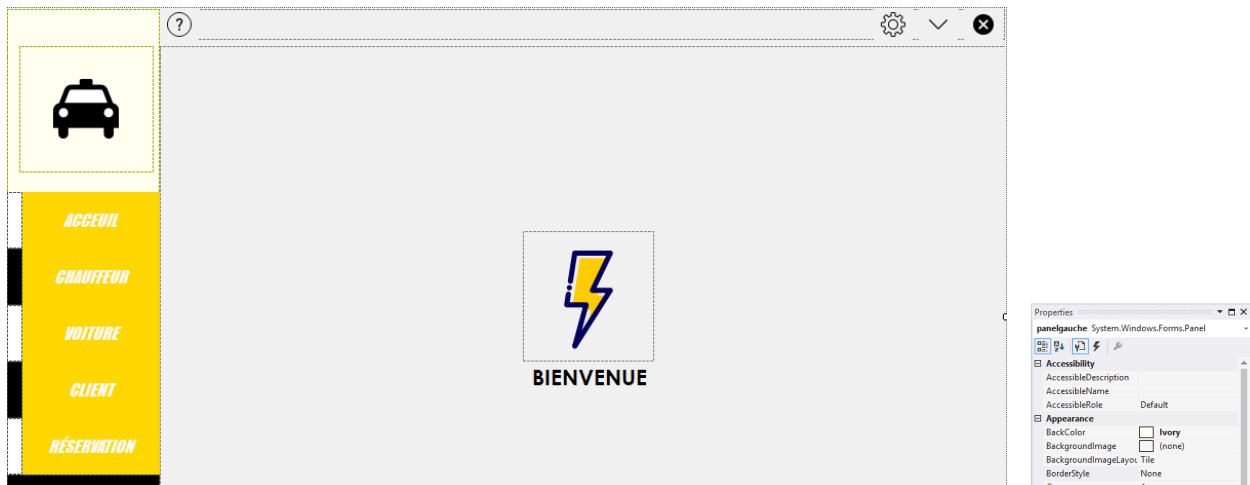 ?
ACCEUIL
CHAUFFEUR
VOITURE
CLIENT
RÉSERVATION
BIENVENUE
Properties
panelgauche System.Windows.Forms.Panel
Accessibility
AccessibleDescription
AccessibleName
AccessibleRole Default
Appearance
BackColor Ivory
BackgroundImage (none)
BackgroundImageLayou Tile
BorderStyle None